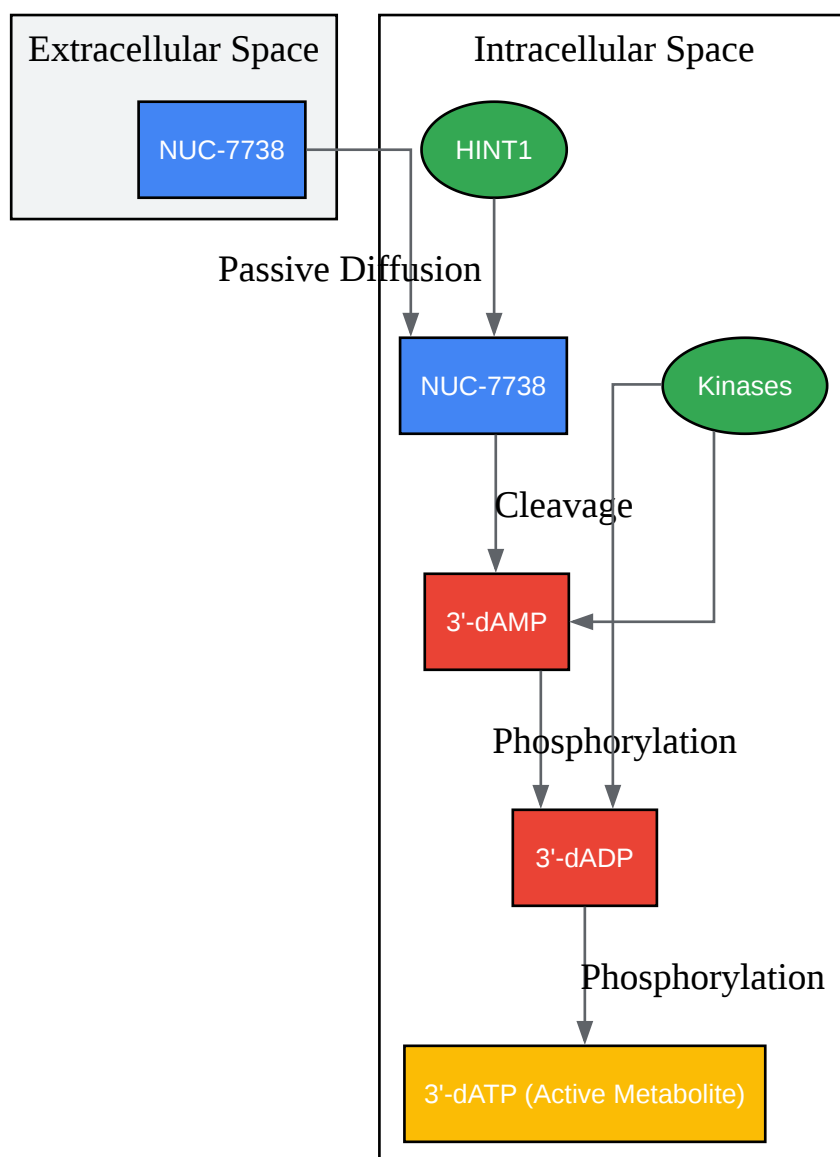 Extracellular Space
Intracellular Space
NUC-7738
HINT1
Passive Diffusion
NUC-7738
Kinases
Cleavage
3'-dAMP
Phosphorylation
3'-dADP
Phosphorylation
3'-dATP (Active Metabolite)